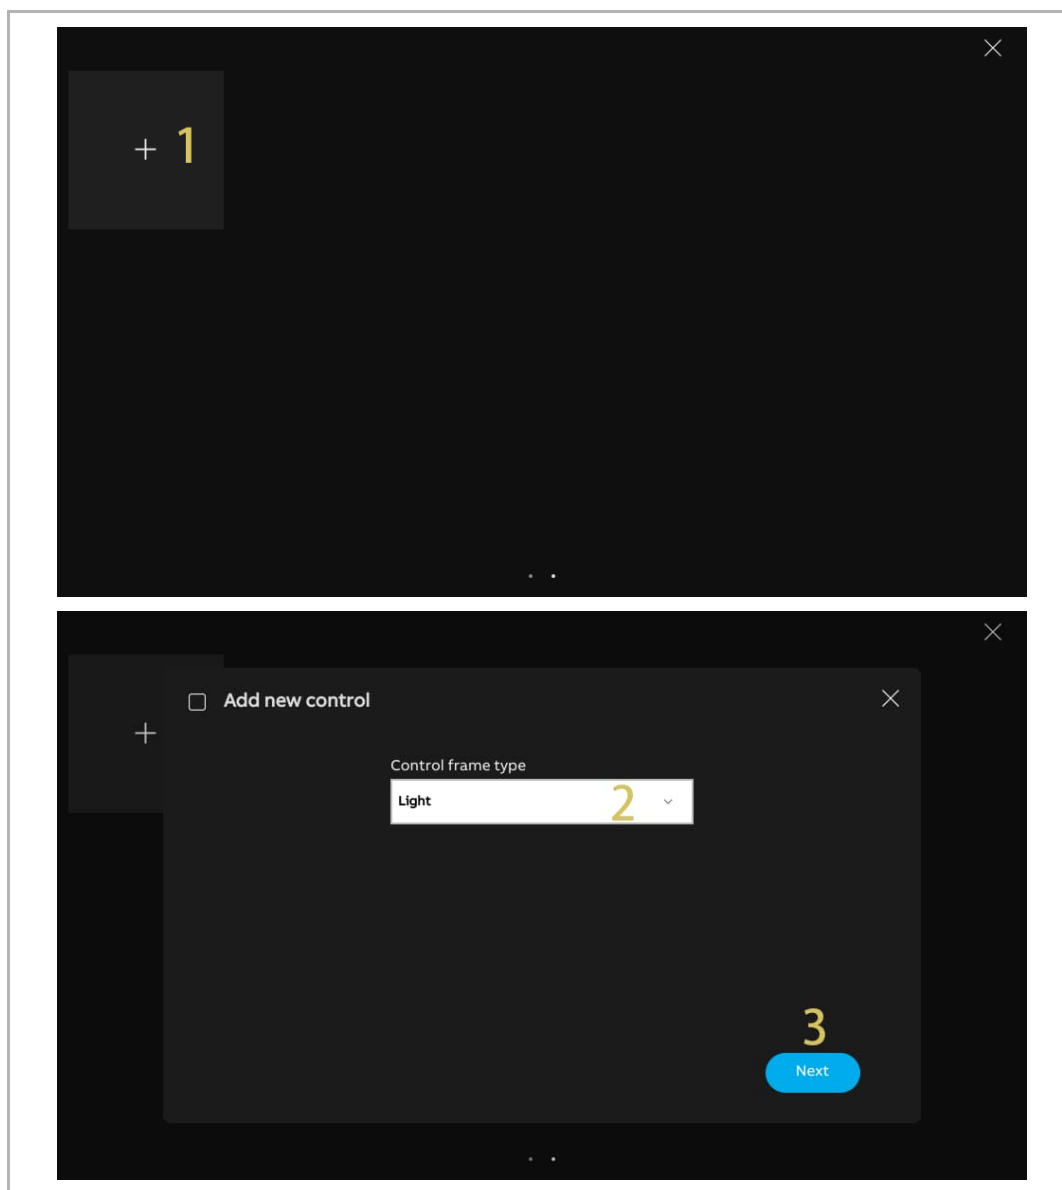 + 1
Add new control
+
Control frame type
Light 2
3
Next